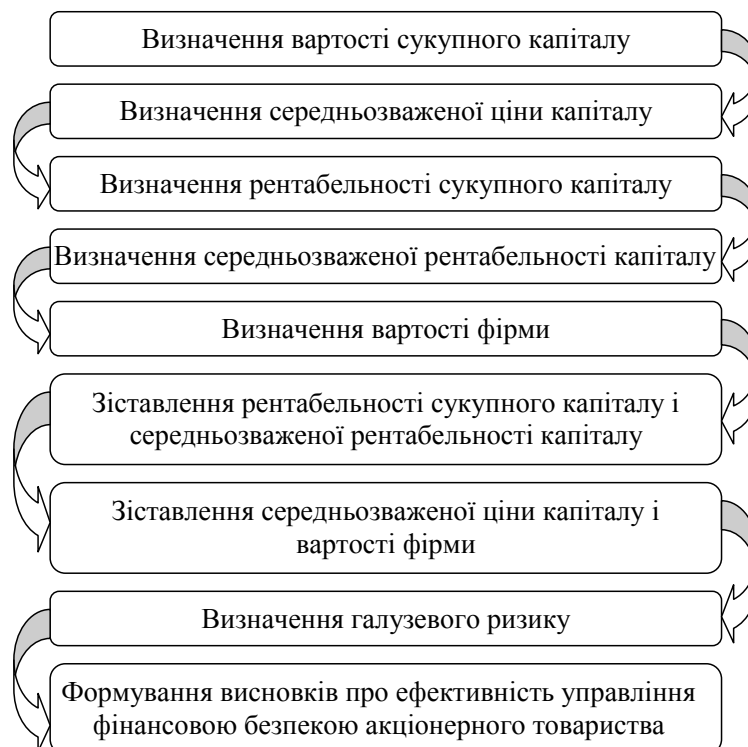 Визначення вартості сукупного капіталу
Визначення середньозваженої ціни капіталу
Визначення рентабельності сукупного капіталу
Визначення середньозваженої рентабельності капіталу
Визначення вартості фірми
Зіставлення рентабельності сукупного капіталу і
середньозваженої рентабельності капіталу
Зіставлення середньозваженої ціни капіталу і
вартості фірми
Визначення галузевого ризику
Формування висновків про ефективність управління
фінансовою безпекою акціонерного товариства